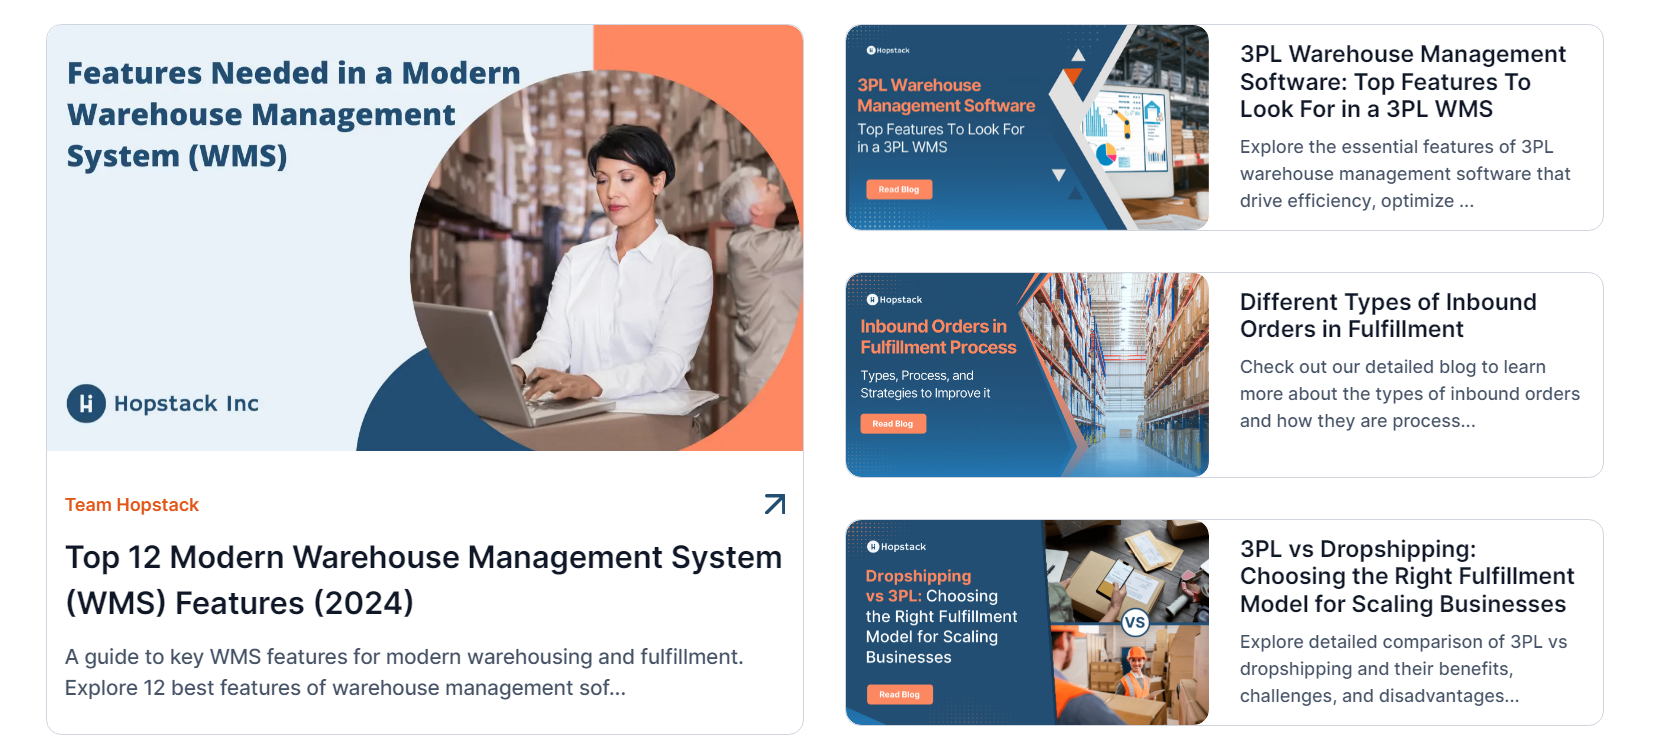 Features Needed in a Modern
Warehouse Management
System (WMS)
Hopstack Inc
Team Hopstack
Top 12 Modern Warehouse Management System
(WMS) Features (2024)
A guide to key WMS features for modern warehousing and fulfillment.
Explore 12 best features of warehouse management sof...
Hopstack
3PL Warehouse
Management Software
Top Features To Look For
in a 3PL WMS
Read Blog
3PL Warehouse Management
Software: Top Features To
Look For in a 3PL WMS
Explore the essential features of 3PL
warehouse management software that
drive efficiency, optimize ...
Hopstack
Inbound Orders in
Fulfillment Process
Types, Process, and
Strategies to Improve it
Read Blog
Different Types of Inbound
Orders in Fulfillment
Check out our detailed blog to learn
more about the types of inbound orders
and how they are process...
Hopstack
Dropshipping
vs 3PL: Choosing
the Right Fulfillment
Model for Scaling
Businesses
Read Blog
VS
3PL vs Dropshipping:
Choosing the Right Fulfillment
Model for Scaling Businesses
Explore detailed comparison of 3PL vs
dropshipping and their benefits,
challenges, and disadvantages...